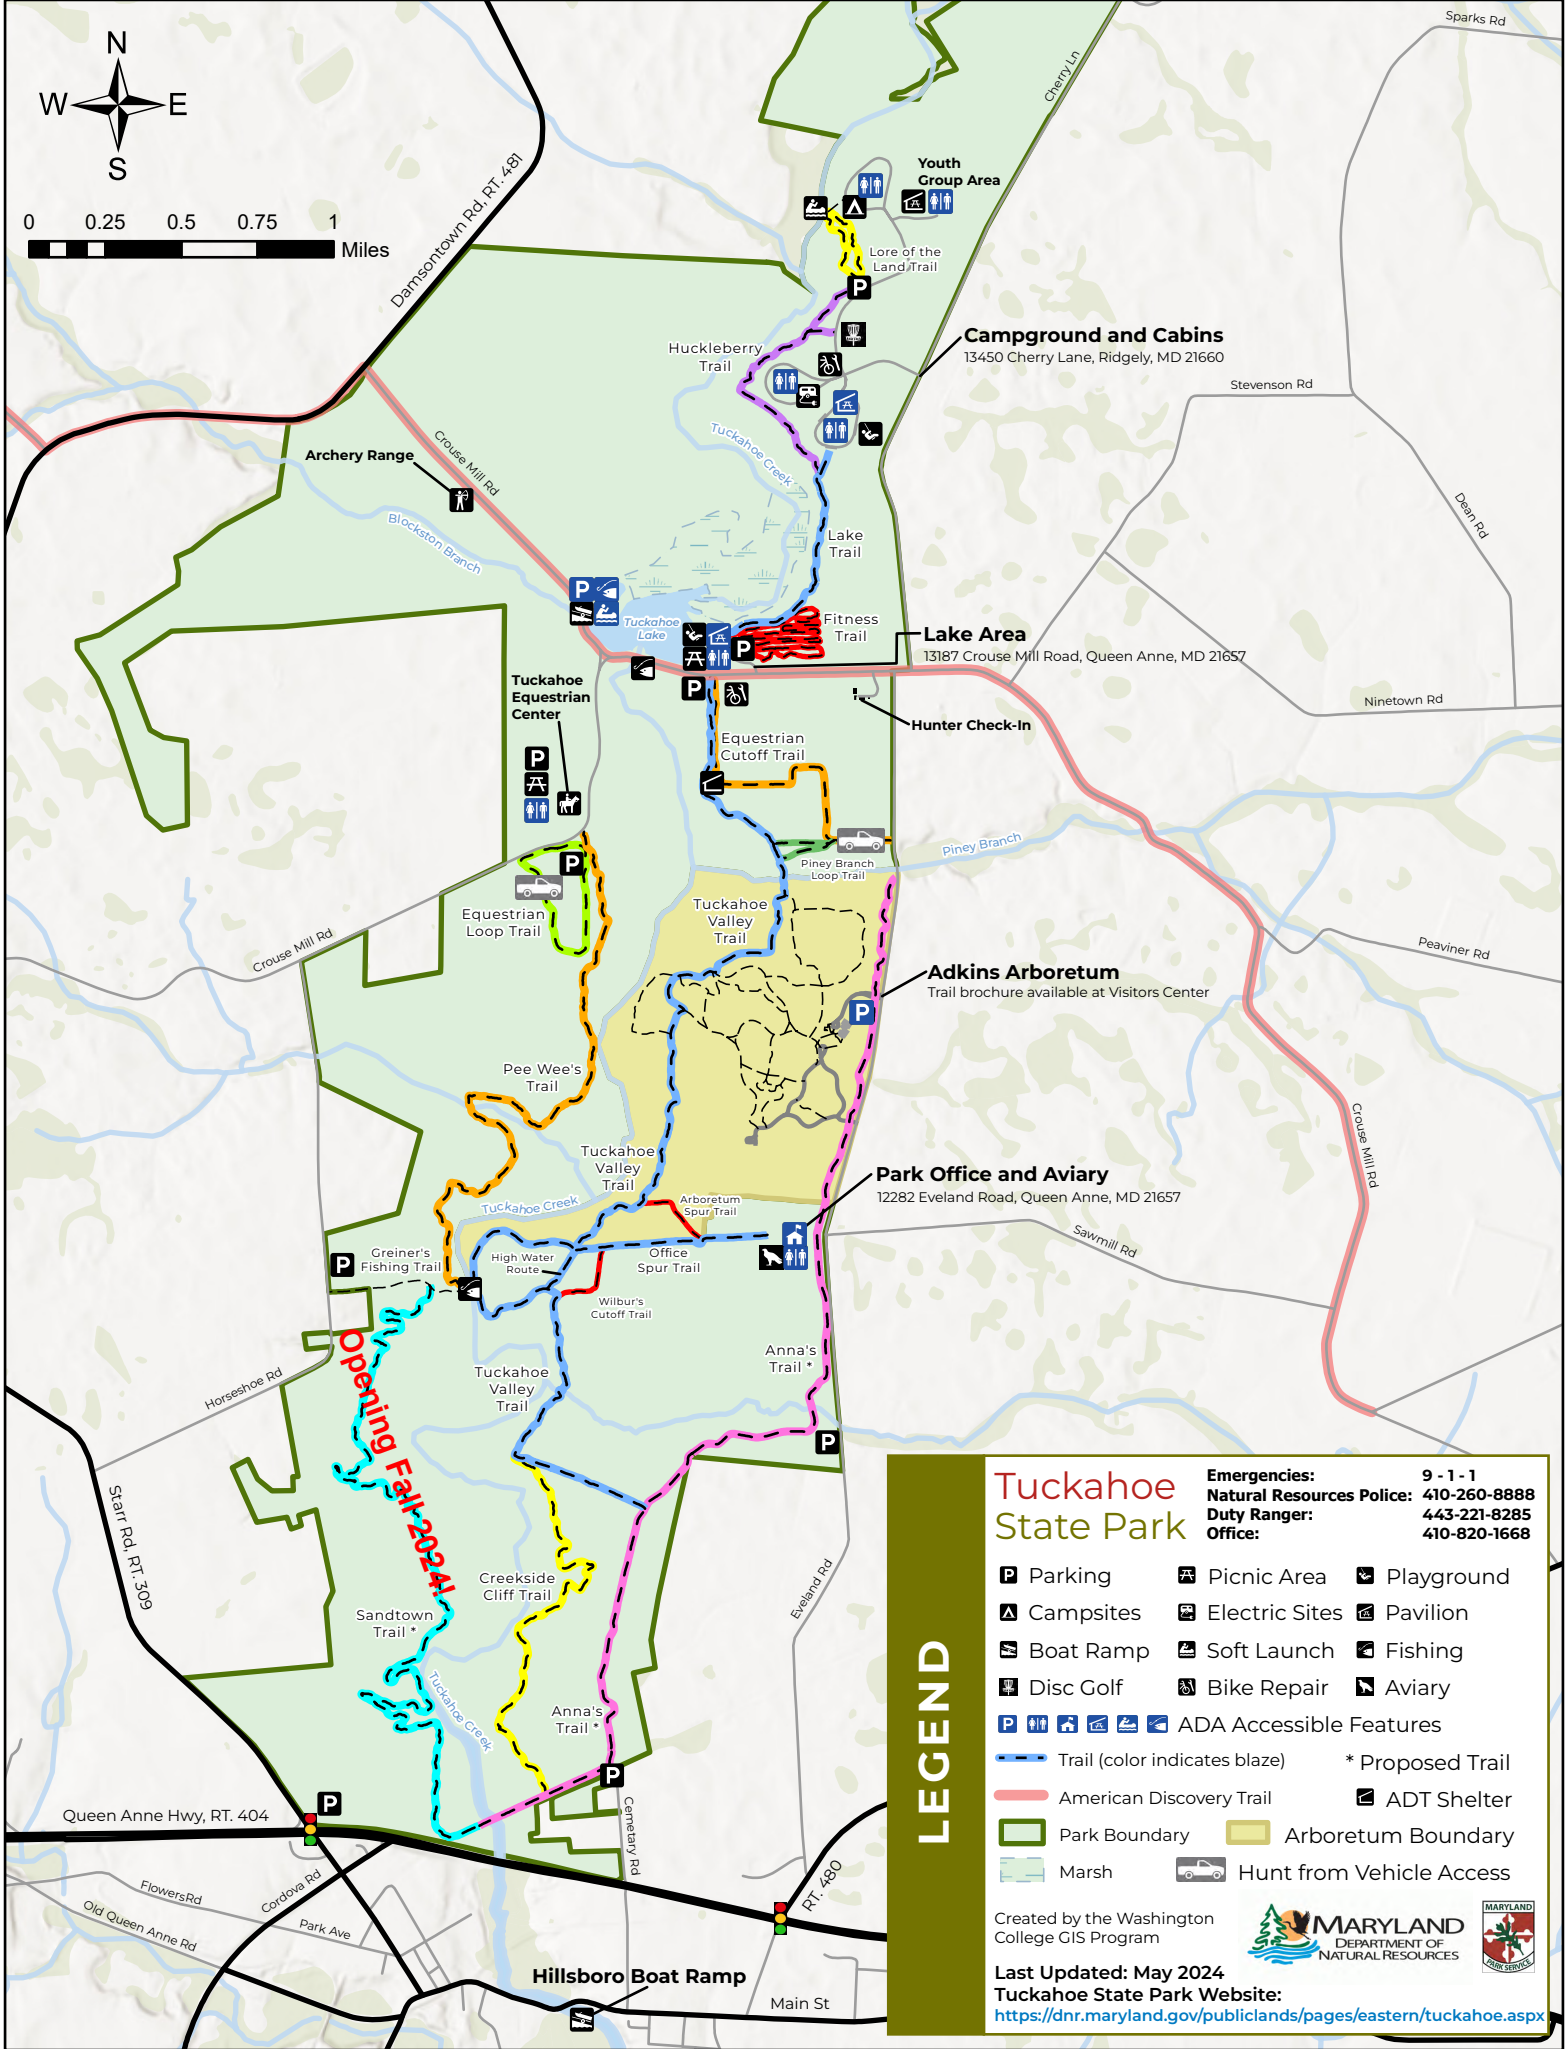 N
W E
S
0 0.25 0.5 0.75 1
Miles
Damsontown Rd, RT. 481
Cherry Ln
Sparks Rd
Youth
Group Area
Lore of the
Land Trail
Huckleberry
Trail
Campground and Cabins
13450 Cherry Lane, Ridgely, MD 21660
Stevenson Rd
Dean Rd
Archery Range
Crouse Mill Rd
Tuckahoe Creek
Blockston Branch
Lake
Trail
Tuckahoe
Lake
P
P
Fitness
Trail
Lake Area
13187 Crouse Mill Road, Queen Anne, MD 21657
Ninetown Rd
Tuckahoe
Equestrian
Center
P
Hunter Check-In
Equestrian
Cutoff Trail
P
P
P
Piney Branch
Piney Branch
Loop Trail
Equestrian
Loop Trail
Tuckahoe
Valley
Trail
Crouse Mill Rd
Peaviner Rd
Adkins Arboretum
Trail brochure available at Visitors Center
P
Pee Wee's
Trail
Crouse Mill Rd
Tuckahoe
Valley
Trail
Park Office and Aviary
12282 Eveland Road, Queen Anne, MD 21657
Tuckahoe Creek
Arboretum
Spur Trail
Sawmill Rd
P
Greiner's
Fishing Trail
High Water
Route
Office
Spur Trail
Wilbur's
Cutoff Trail
Opening Fall 2024!
Anna's
Trail *
Horseshoe Rd
Tuckahoe
Valley
Trail
P
Starr Rd, RT. 309
Creekside
Cliff Trail
Eveland Rd
Sandtown
Trail *
Tuckahoe Creek
Anna's
Trail *
P
P
Queen Anne Hwy, RT. 404
Cemetary Rd
RT. 480
Flowers Rd
Cordova Rd
Park Ave
Old Queen Anne Rd
Hillsboro Boat Ramp
Main St
LEGEND
Tuckahoe
State Park
Emergencies: 9 - 1 - 1
Natural Resources Police: 410-260-8888
Duty Ranger: 443-221-8285
Office: 410-820-1668
P Parking Picnic Area Playground
Campsites Electric Sites Pavilion
Boat Ramp Soft Launch Fishing
Disc Golf Bike Repair Aviary
P ADA Accessible Features
Trail (color indicates blaze) * Proposed Trail
American Discovery Trail ADT Shelter
Park Boundary Arboretum Boundary
Marsh Hunt from Vehicle Access
Created by the Washington
College GIS Program
MARYLAND
DEPARTMENT OF
NATURAL RESOURCES
MARYLAND
PARK SERVICE
Last Updated: May 2024
Tuckahoe State Park Website:
https://dnr.maryland.gov/publiclands/pages/eastern/tuckahoe.aspx